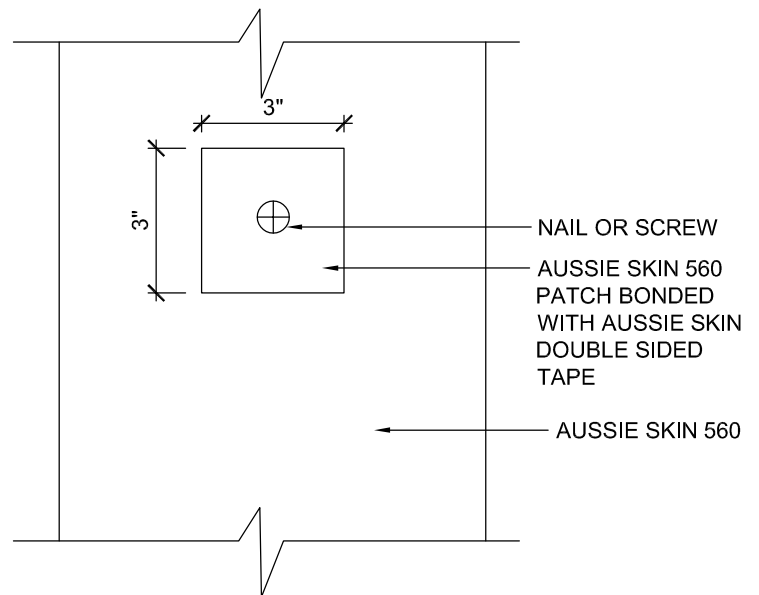 3"
3"
NAIL OR SCREW
AUSSIE SKIN 560
PATCH BONDED
WITH AUSSIE SKIN
DOUBLE SIDED
TAPE
AUSSIE SKIN 560